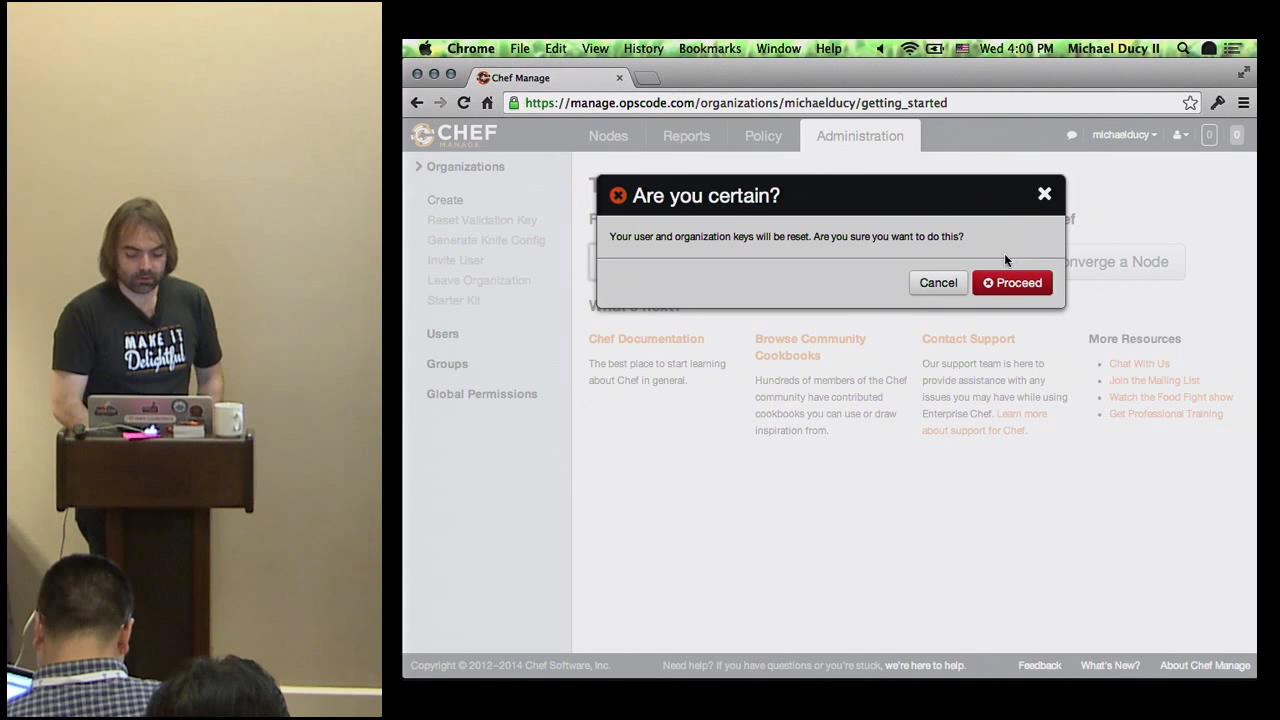 MAKE IT
Delightful
Chrome File Edit View History Bookmarks Window Help Wed 4:00 PM Michael Ducy II
Chef Manage
https://manage.opscode.com/organizations/michaelducy/getting_started
CHEF
MANAGE
Nodes Reports Policy Administration michaelducy 0 0
Organizations
Create
Reset Validation Key
Generate Knife Config
Invite User
Leave Organization
Starter Kit
Users
Groups
Global Permissions
Are you certain?
Your user and organization keys will be reset. Are you sure you want to do this?
Cancel Proceed
onverge a Node
What's next?
Chef Documentation
The best place to start learning
about Chef in general.
Browse Community
Cookbooks
Hundreds of members of the Chef
community have contributed
cookbooks you can use or draw
inspiration from.
Contact Support
Our support team is here to
provide assistance with any
issues you may have while using
Enterprise Chef. Learn more
about support for Chef.
More Resources
Chat With Us
Join the Mailing List
Watch the Food Fight show
Get Professional Training
Copyright © 2012–2014 Chef Software, Inc. Need help? If you have questions or you're stuck, we're here to help. Feedback What's New? About Chef Manage